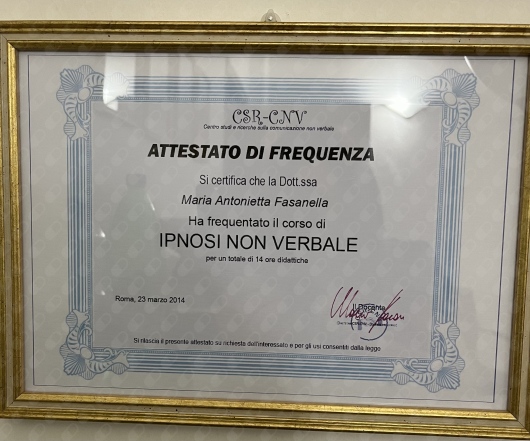 CSR-CNV
Centro studi e ricerche sulla comunicazione non verbale
ATTESTATO DI FREQUENZA
Si certifica che la Dott.ssa
Maria Antonietta Fasanella
Ha frequentato il corso di
IPNOSI NON VERBALE
per un totale di 14 ore didattiche
Roma, 23 marzo 2014
Il Docente
Si rilascia il presente attestato su richiesta dell'interessato e per gli usi consentiti dalla legge